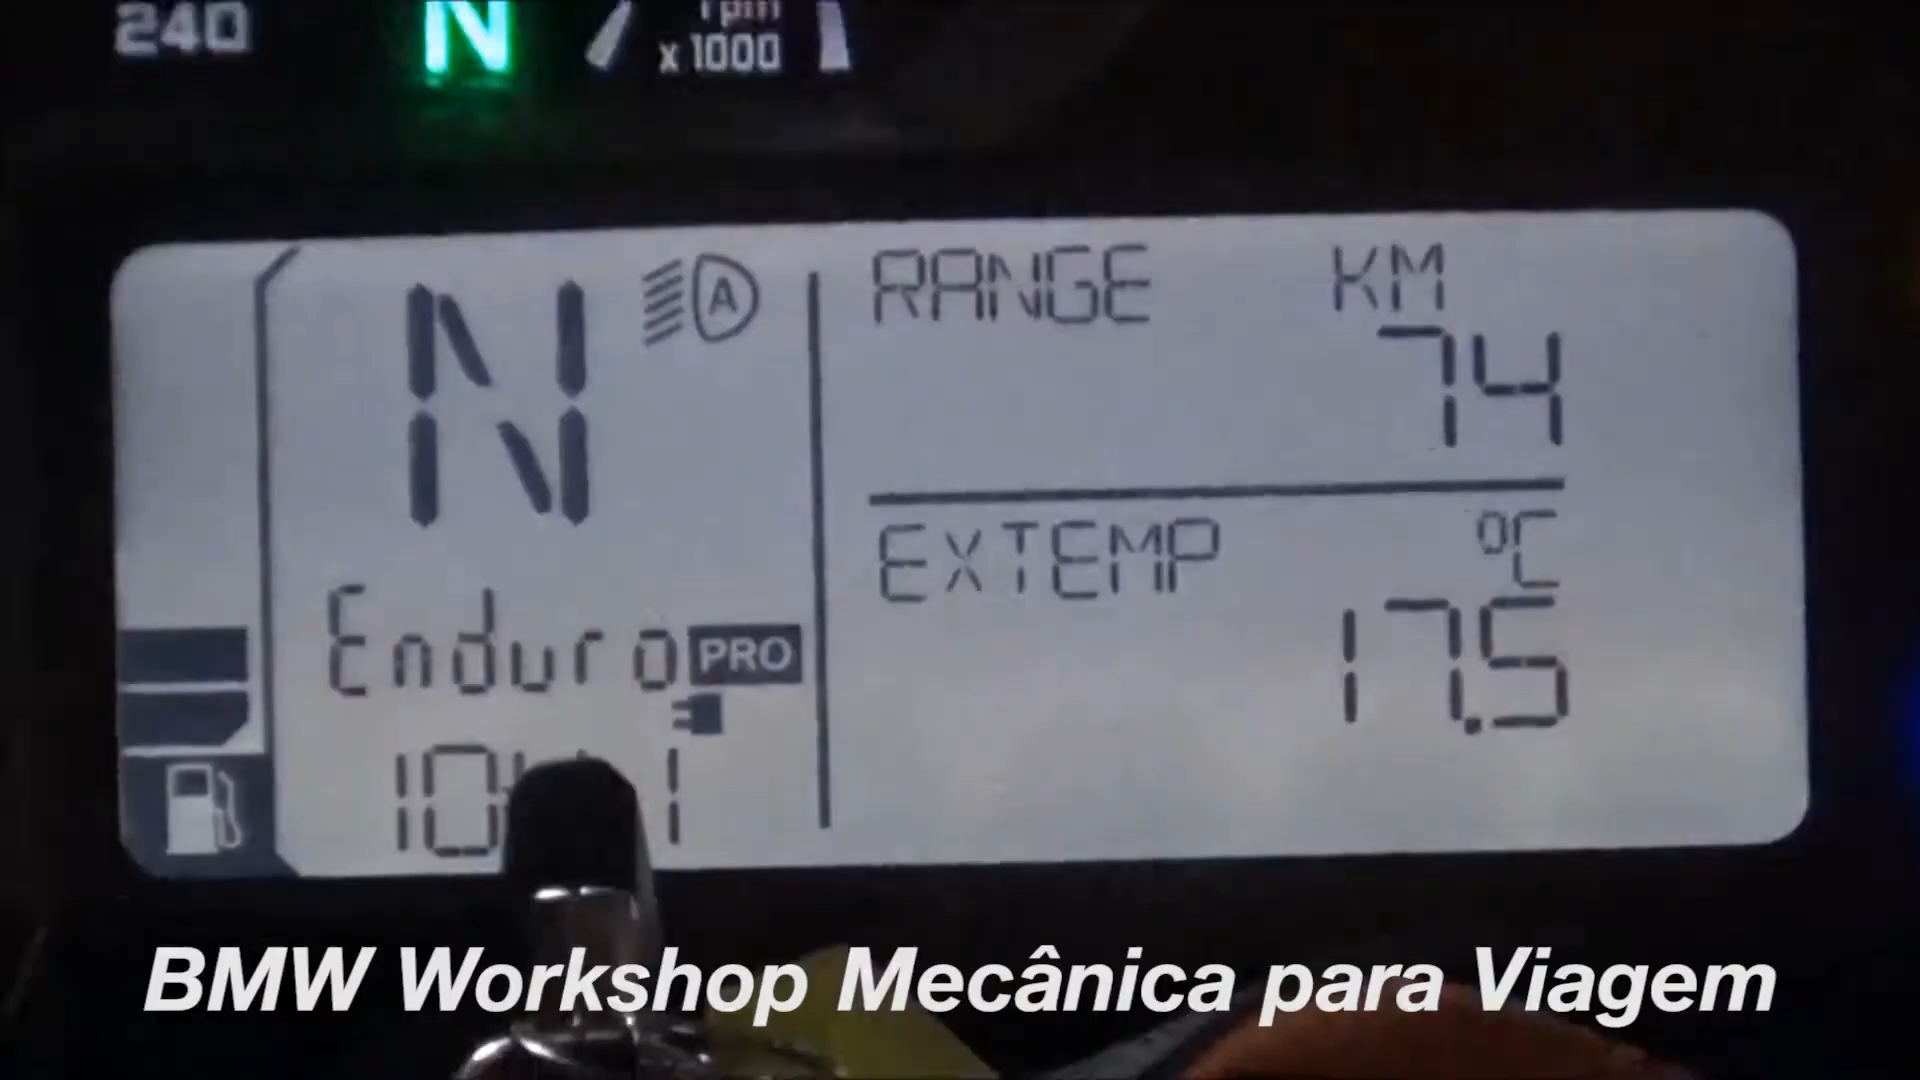 240
N
rpm
x 1000
N
A
RANGE KM
74
EXTEMP °C
17.5
Enduro PRO
BMW Workshop Mecânica para Viagem